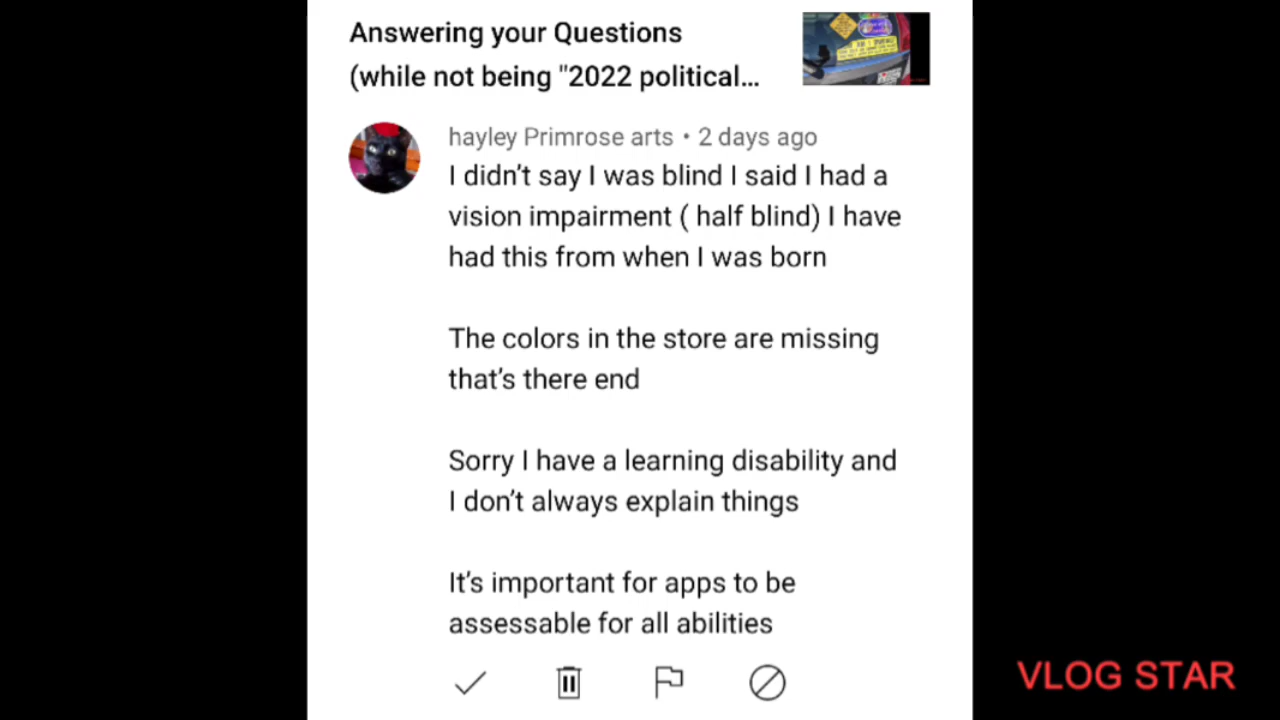 Answering your Questions
(while not being "2022 political...
hayley Primrose arts • 2 days ago
I didn't say I was blind I said I had a
vision impairment ( half blind) I have
had this from when I was born
The colors in the store are missing
that's there end
Sorry I have a learning disability and
I don't always explain things
It's important for apps to be
assessable for all abilities
VLOG STAR